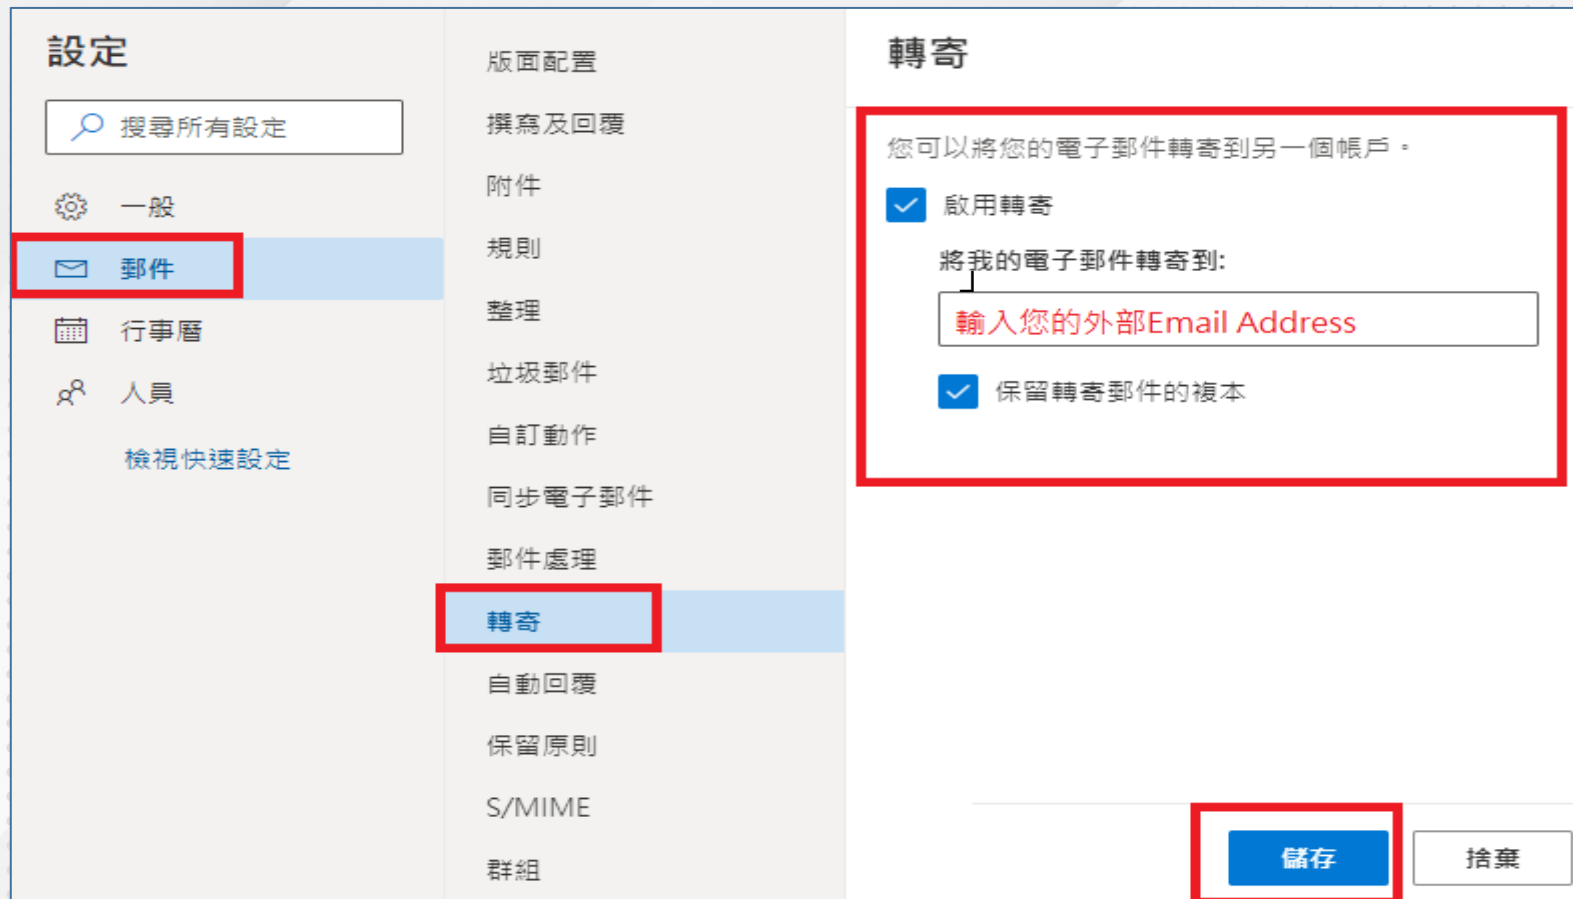 設定
搜尋所有設定
一般
郵件
行事曆
人員
檢視快速設定
版面配置
撰寫及回覆
附件
規則
整理
垃圾郵件
自訂動作
同步電子郵件
郵件處理
轉寄
自動回覆
保留原則
S/MIME
群組
轉寄
您可以將您的電子郵件轉寄到另一個帳戶。
啟用轉寄
將我的電子郵件轉寄到:
輸入您的外部Email Address
保留轉寄郵件的複本
儲存
捨棄